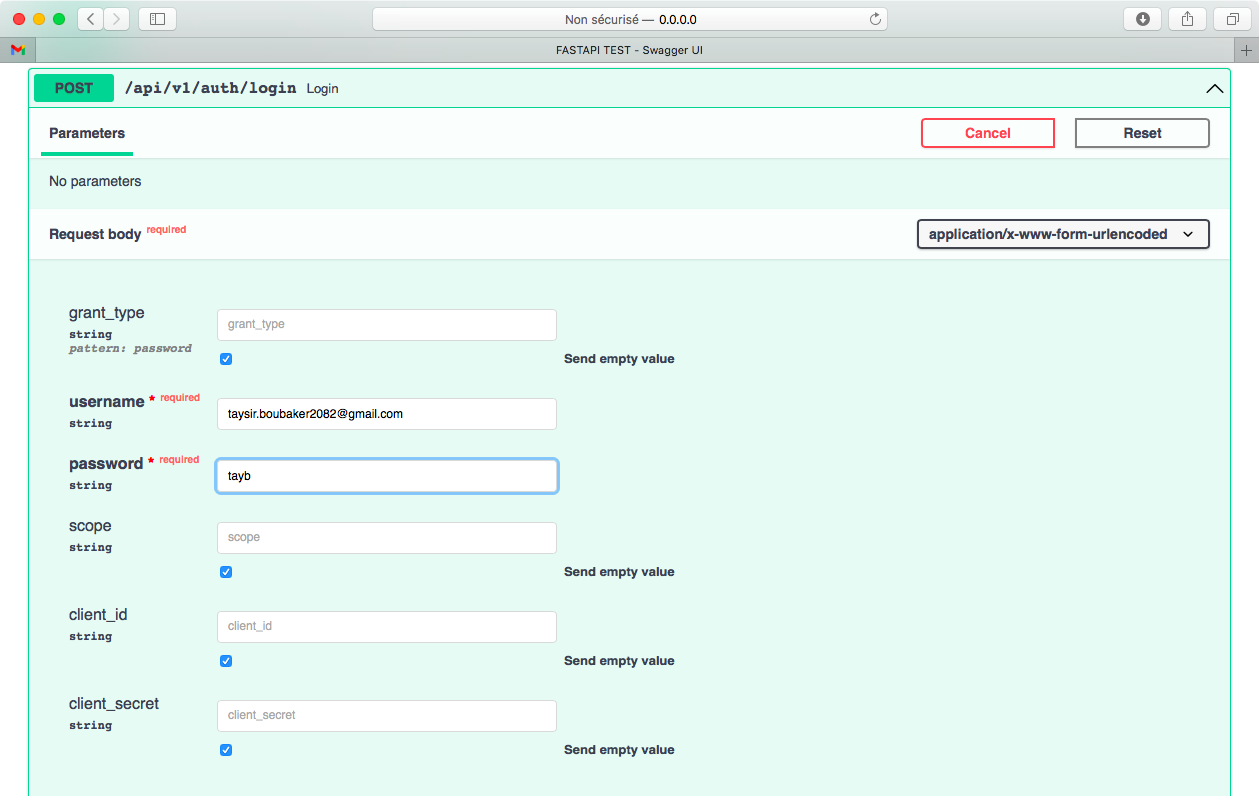 Non sécurisé — 0.0.0.0
FASTAPI TEST - Swagger UI
POST /api/v1/auth/login Login
Parameters
Cancel
Reset
No parameters
Request body required
application/x-www-form-urlencoded
grant_type
string
pattern: password
grant_type
Send empty value
username * required
string
taysir.boubaker2082@gmail.com
password * required
string
tayb
scope
string
scope
Send empty value
client_id
string
client_id
Send empty value
client_secret
string
client_secret
Send empty value